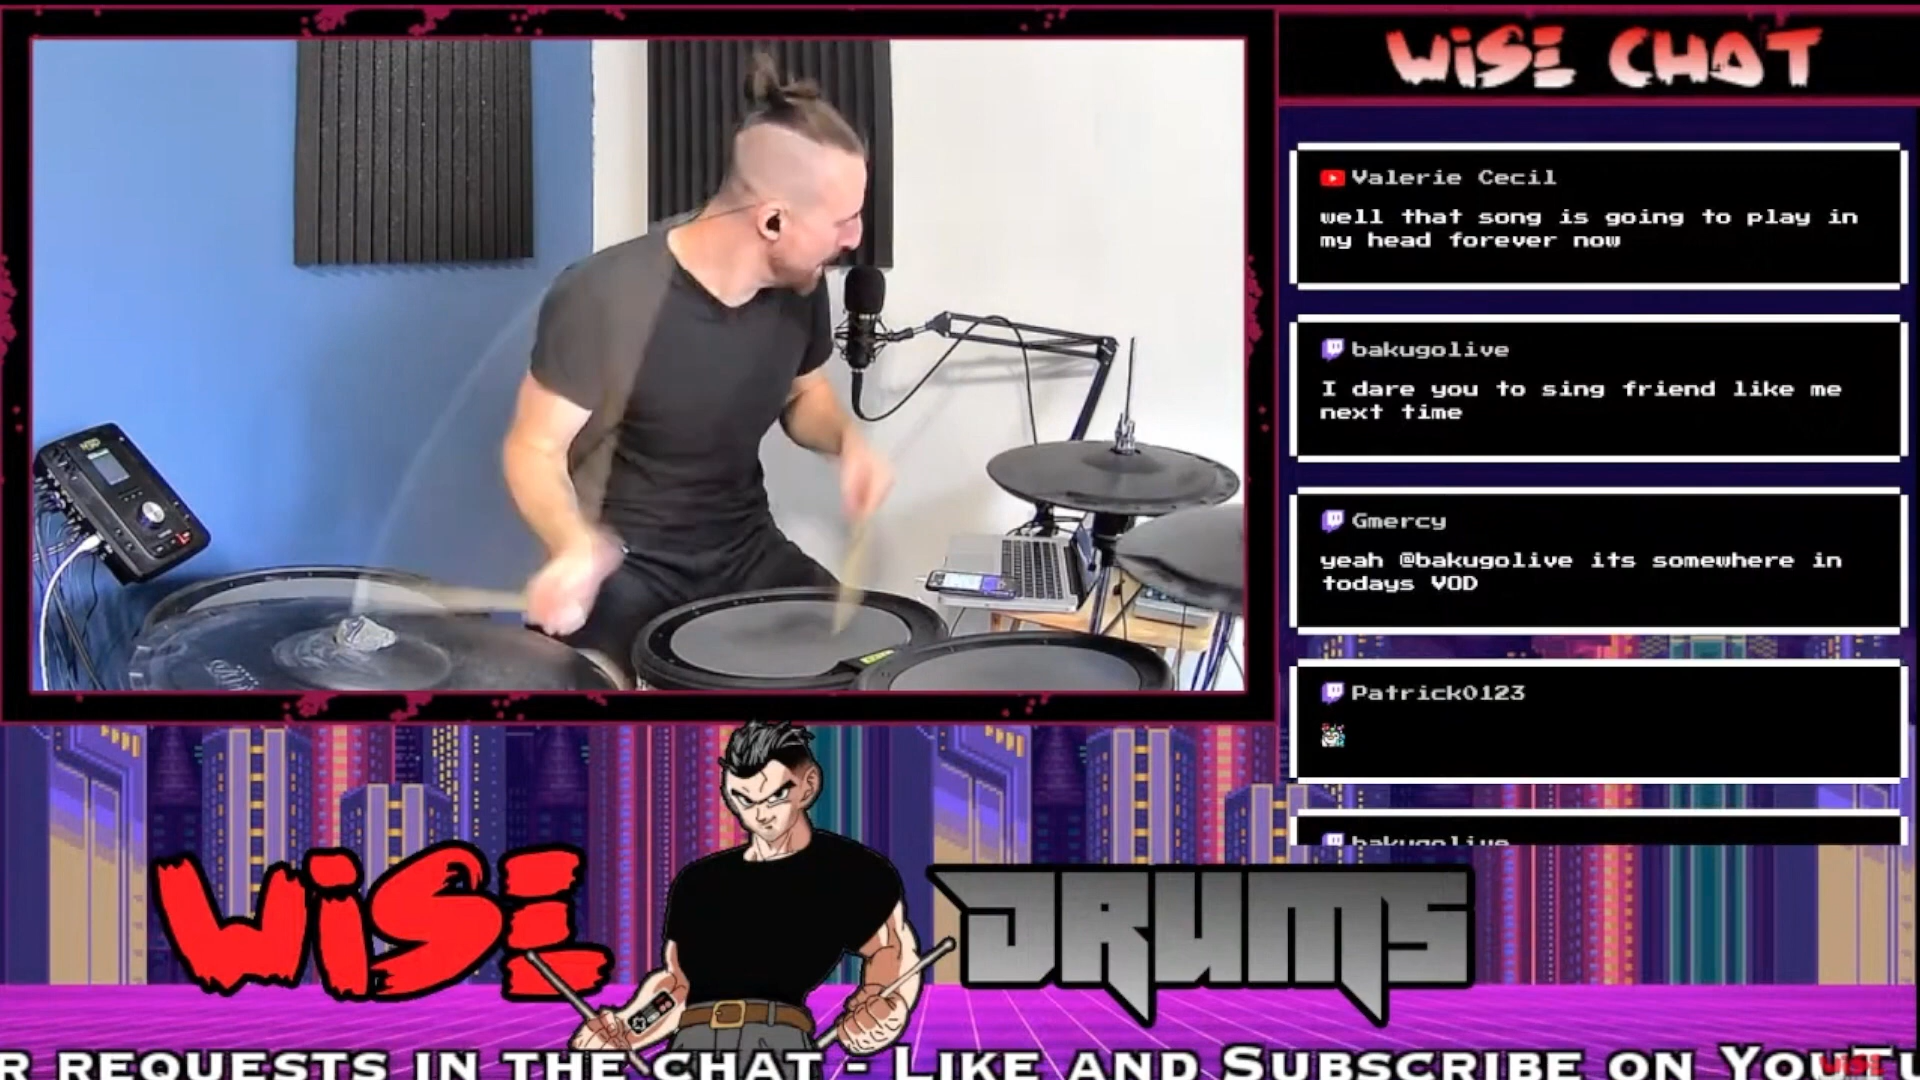 WISE CHAT
Valerie Cecil
well that song is going to play in
my head forever now
bakugolive
I dare you to sing friend like me
next time
Gmercy
yeah @bakugolive its somewhere in
todays VOD
Patrick0123
bakugolive
WISE DRUMS
R REQUESTS IN THE CHAT - LIKE AND SUBSCRIBE ON YOUTU
WISE